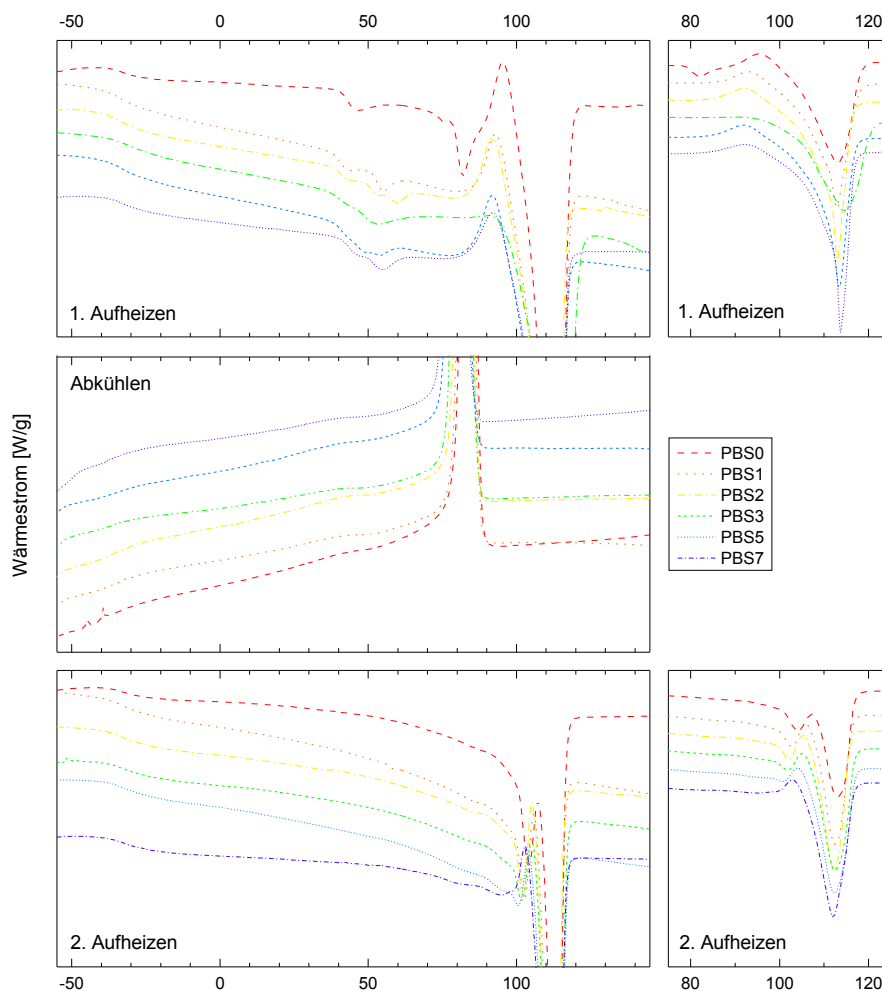 -50 0 50 100 80 100 120
1. Aufheizen
1. Aufheizen
Abkühlen
Wärmestrom [W/g]
PBS0
PBS1
PBS2
PBS3
PBS5
PBS7
2. Aufheizen
2. Aufheizen
-50 0 50 100 80 100 120